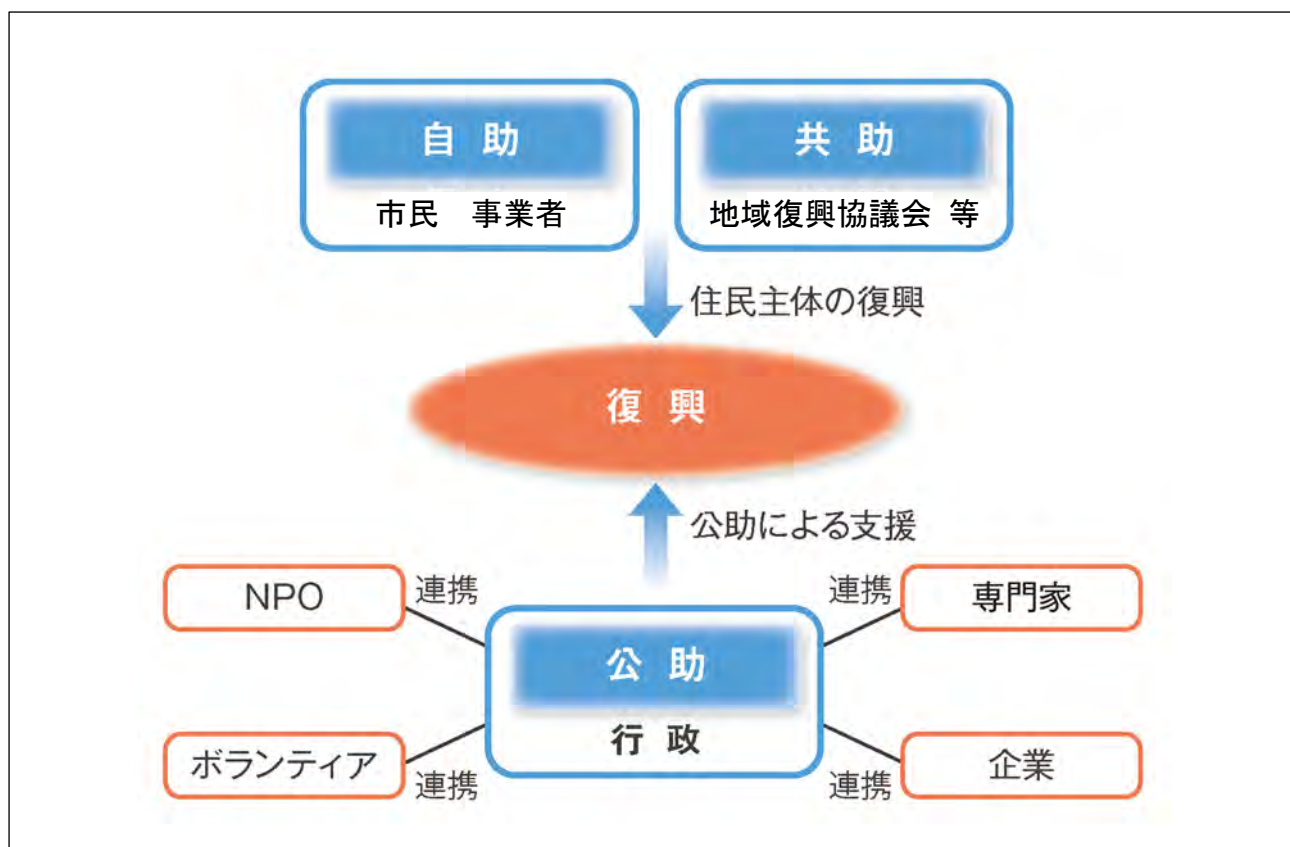 自助
共助
市民　事業者
地域復興協議会 等
住民主体の復興
復興
公助による支援
NPO
連携
連携
専門家
公助
行政
ボランティア
連携
連携
企業